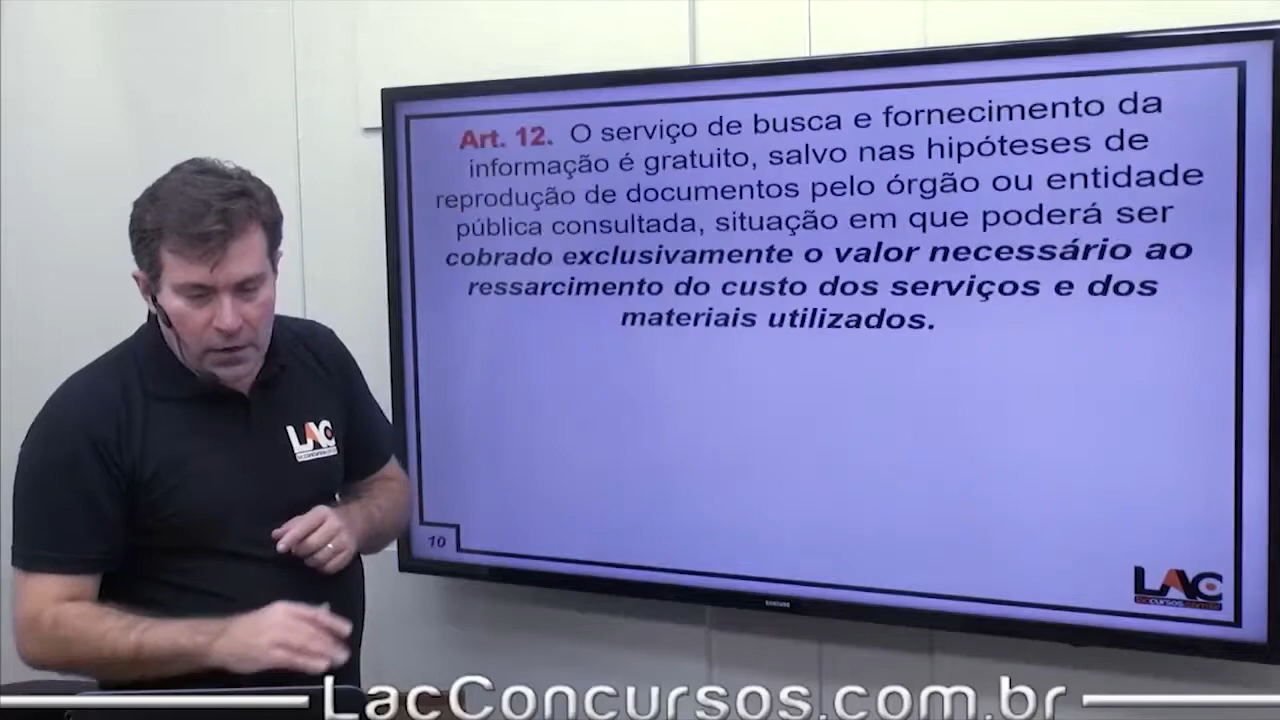 Art. 12. O serviço de busca e fornecimento da
informação é gratuito, salvo nas hipóteses de
reprodução de documentos pelo órgão ou entidade
pública consultada, situação em que poderá ser
cobrado exclusivamente o valor necessário ao
ressarcimento do custo dos serviços e dos
materiais utilizados.
10
LAC
SAMSUNG
LAC
LacConcursos.com.br